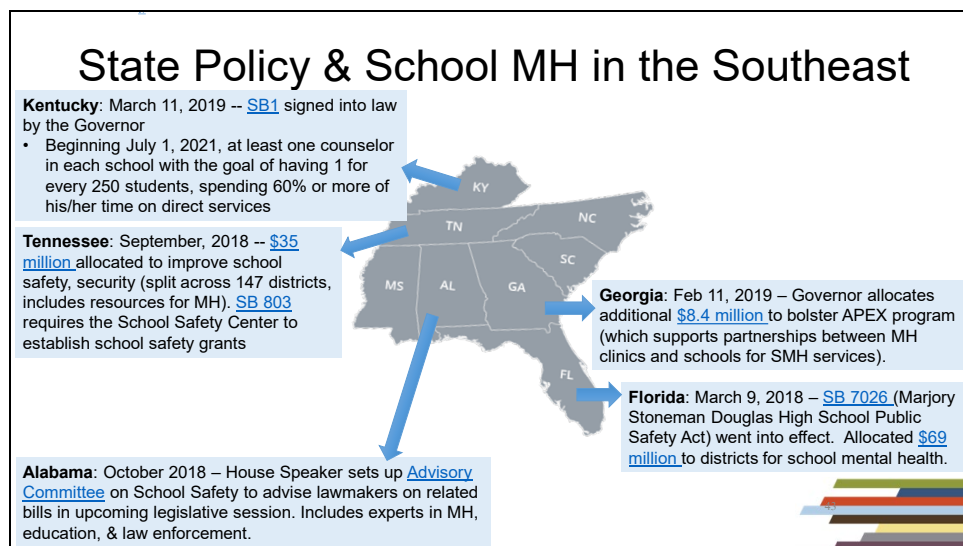 State Policy & School MH in the Southeast
Kentucky: March 11, 2019 -- SB1 signed into law
by the Governor
• Beginning July 1, 2021, at least one counselor
in each school with the goal of having 1 for
every 250 students, spending 60% or more of
his/her time on direct services
Tennessee: September, 2018 -- $35
million allocated to improve school
safety, security (split across 147 districts,
includes resources for MH). SB 803
requires the School Safety Center to
establish school safety grants
KY
TN
NC
SC
MS
AL
GA
FL
Georgia: Feb 11, 2019 – Governor allocates
additional $8.4 million to bolster APEX program
(which supports partnerships between MH
clinics and schools for SMH services).
Florida: March 9, 2018 – SB 7026 (Marjory
Stoneman Douglas High School Public
Safety Act) went into effect.  Allocated $69
million to districts for school mental health.
Alabama: October 2018 – House Speaker sets up Advisory
Committee on School Safety to advise lawmakers on related
bills in upcoming legislative session. Includes experts in MH,
education, & law enforcement.